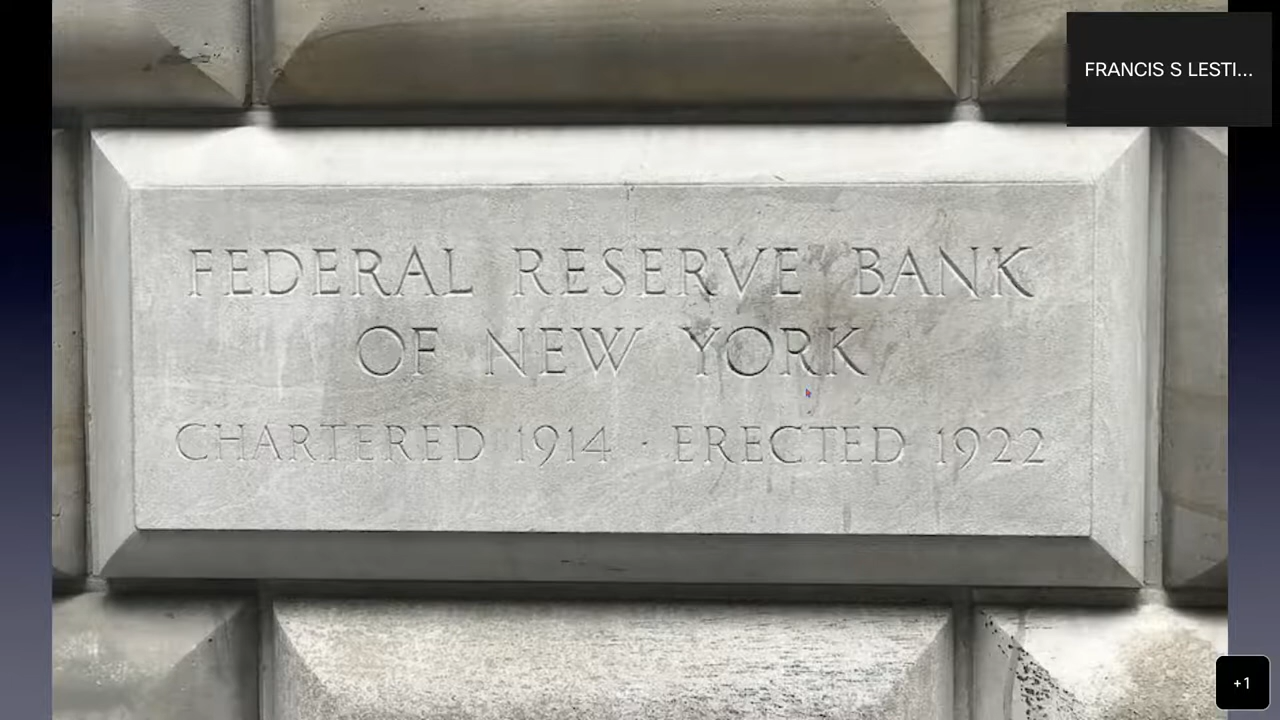 FRANCIS S LESTI...
FEDERAL RESERVE BANK
OF NEW YORK
CHARTERED 1914 · ERECTED 1922
+1